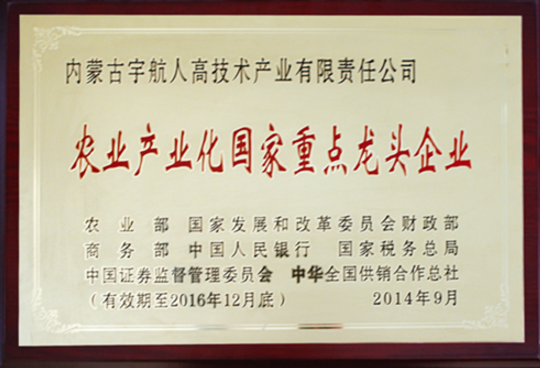 内蒙古宇航人高技术产业有限责任公司
农业产业化国家重点龙头企业
农业部 国家发展和改革委员会财政部
商务部 中国人民银行 国家税务总局
中国证券监督管理委员会 中华全国供销合作总社
(有效期至2016年12月底) 2014年9月